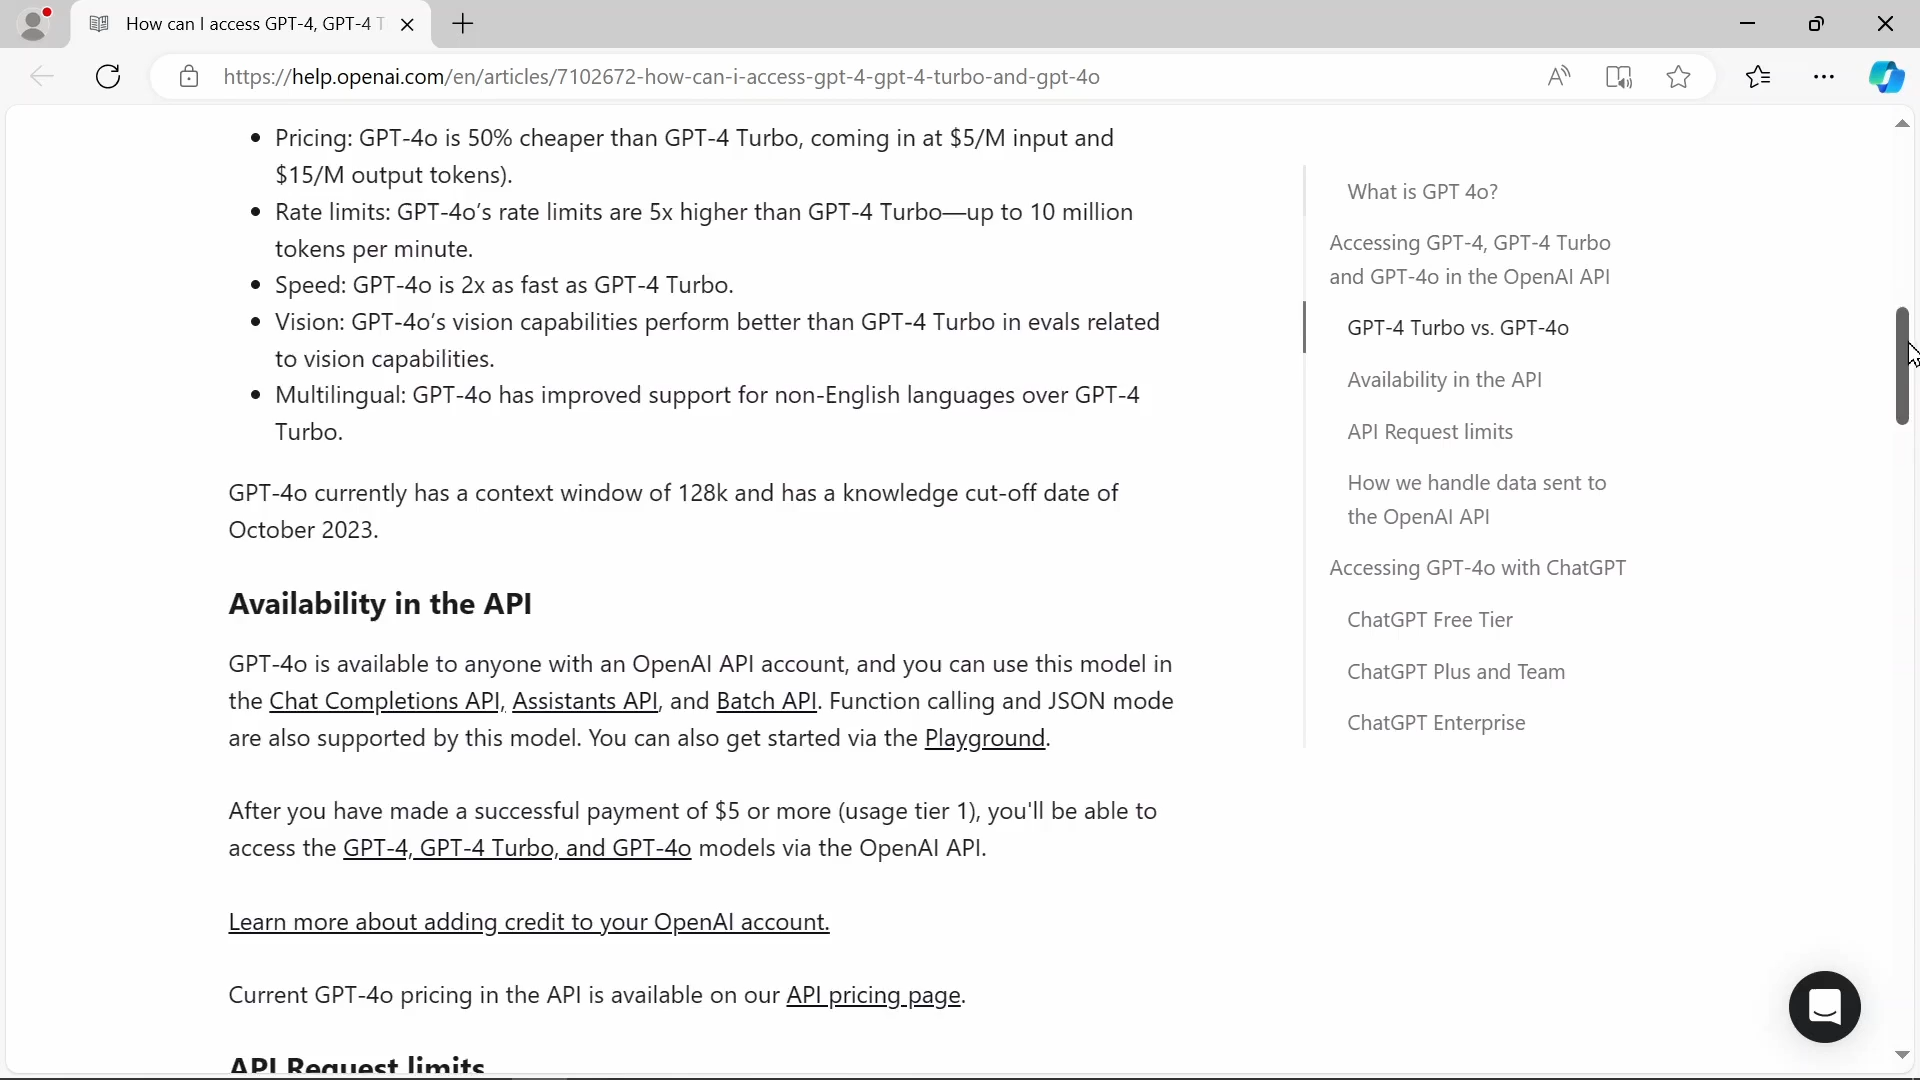 How can I access GPT-4, GPT-4 T
https://help.openai.com/en/articles/7102672-how-can-i-access-gpt-4-gpt-4-turbo-and-gpt-4o
Pricing: GPT-4o is 50% cheaper than GPT-4 Turbo, coming in at $5/M input and
$15/M output tokens).
Rate limits: GPT-4o’s rate limits are 5x higher than GPT-4 Turbo—up to 10 million
tokens per minute.
Speed: GPT-4o is 2x as fast as GPT-4 Turbo.
Vision: GPT-4o’s vision capabilities perform better than GPT-4 Turbo in evals related
to vision capabilities.
Multilingual: GPT-4o has improved support for non-English languages over GPT-4
Turbo.
GPT-4o currently has a context window of 128k and has a knowledge cut-off date of
October 2023.
Availability in the API
GPT-4o is available to anyone with an OpenAI API account, and you can use this model in
the Chat Completions API, Assistants API, and Batch API. Function calling and JSON mode
are also supported by this model. You can also get started via the Playground.
After you have made a successful payment of $5 or more (usage tier 1), you'll be able to
access the GPT-4, GPT-4 Turbo, and GPT-4o models via the OpenAI API.
Learn more about adding credit to your OpenAI account.
Current GPT-4o pricing in the API is available on our API pricing page.
API Request limits
What is GPT 4o?
Accessing GPT-4, GPT-4 Turbo
and GPT-4o in the OpenAI API
GPT-4 Turbo vs. GPT-4o
Availability in the API
API Request limits
How we handle data sent to
the OpenAI API
Accessing GPT-4o with ChatGPT
ChatGPT Free Tier
ChatGPT Plus and Team
ChatGPT Enterprise